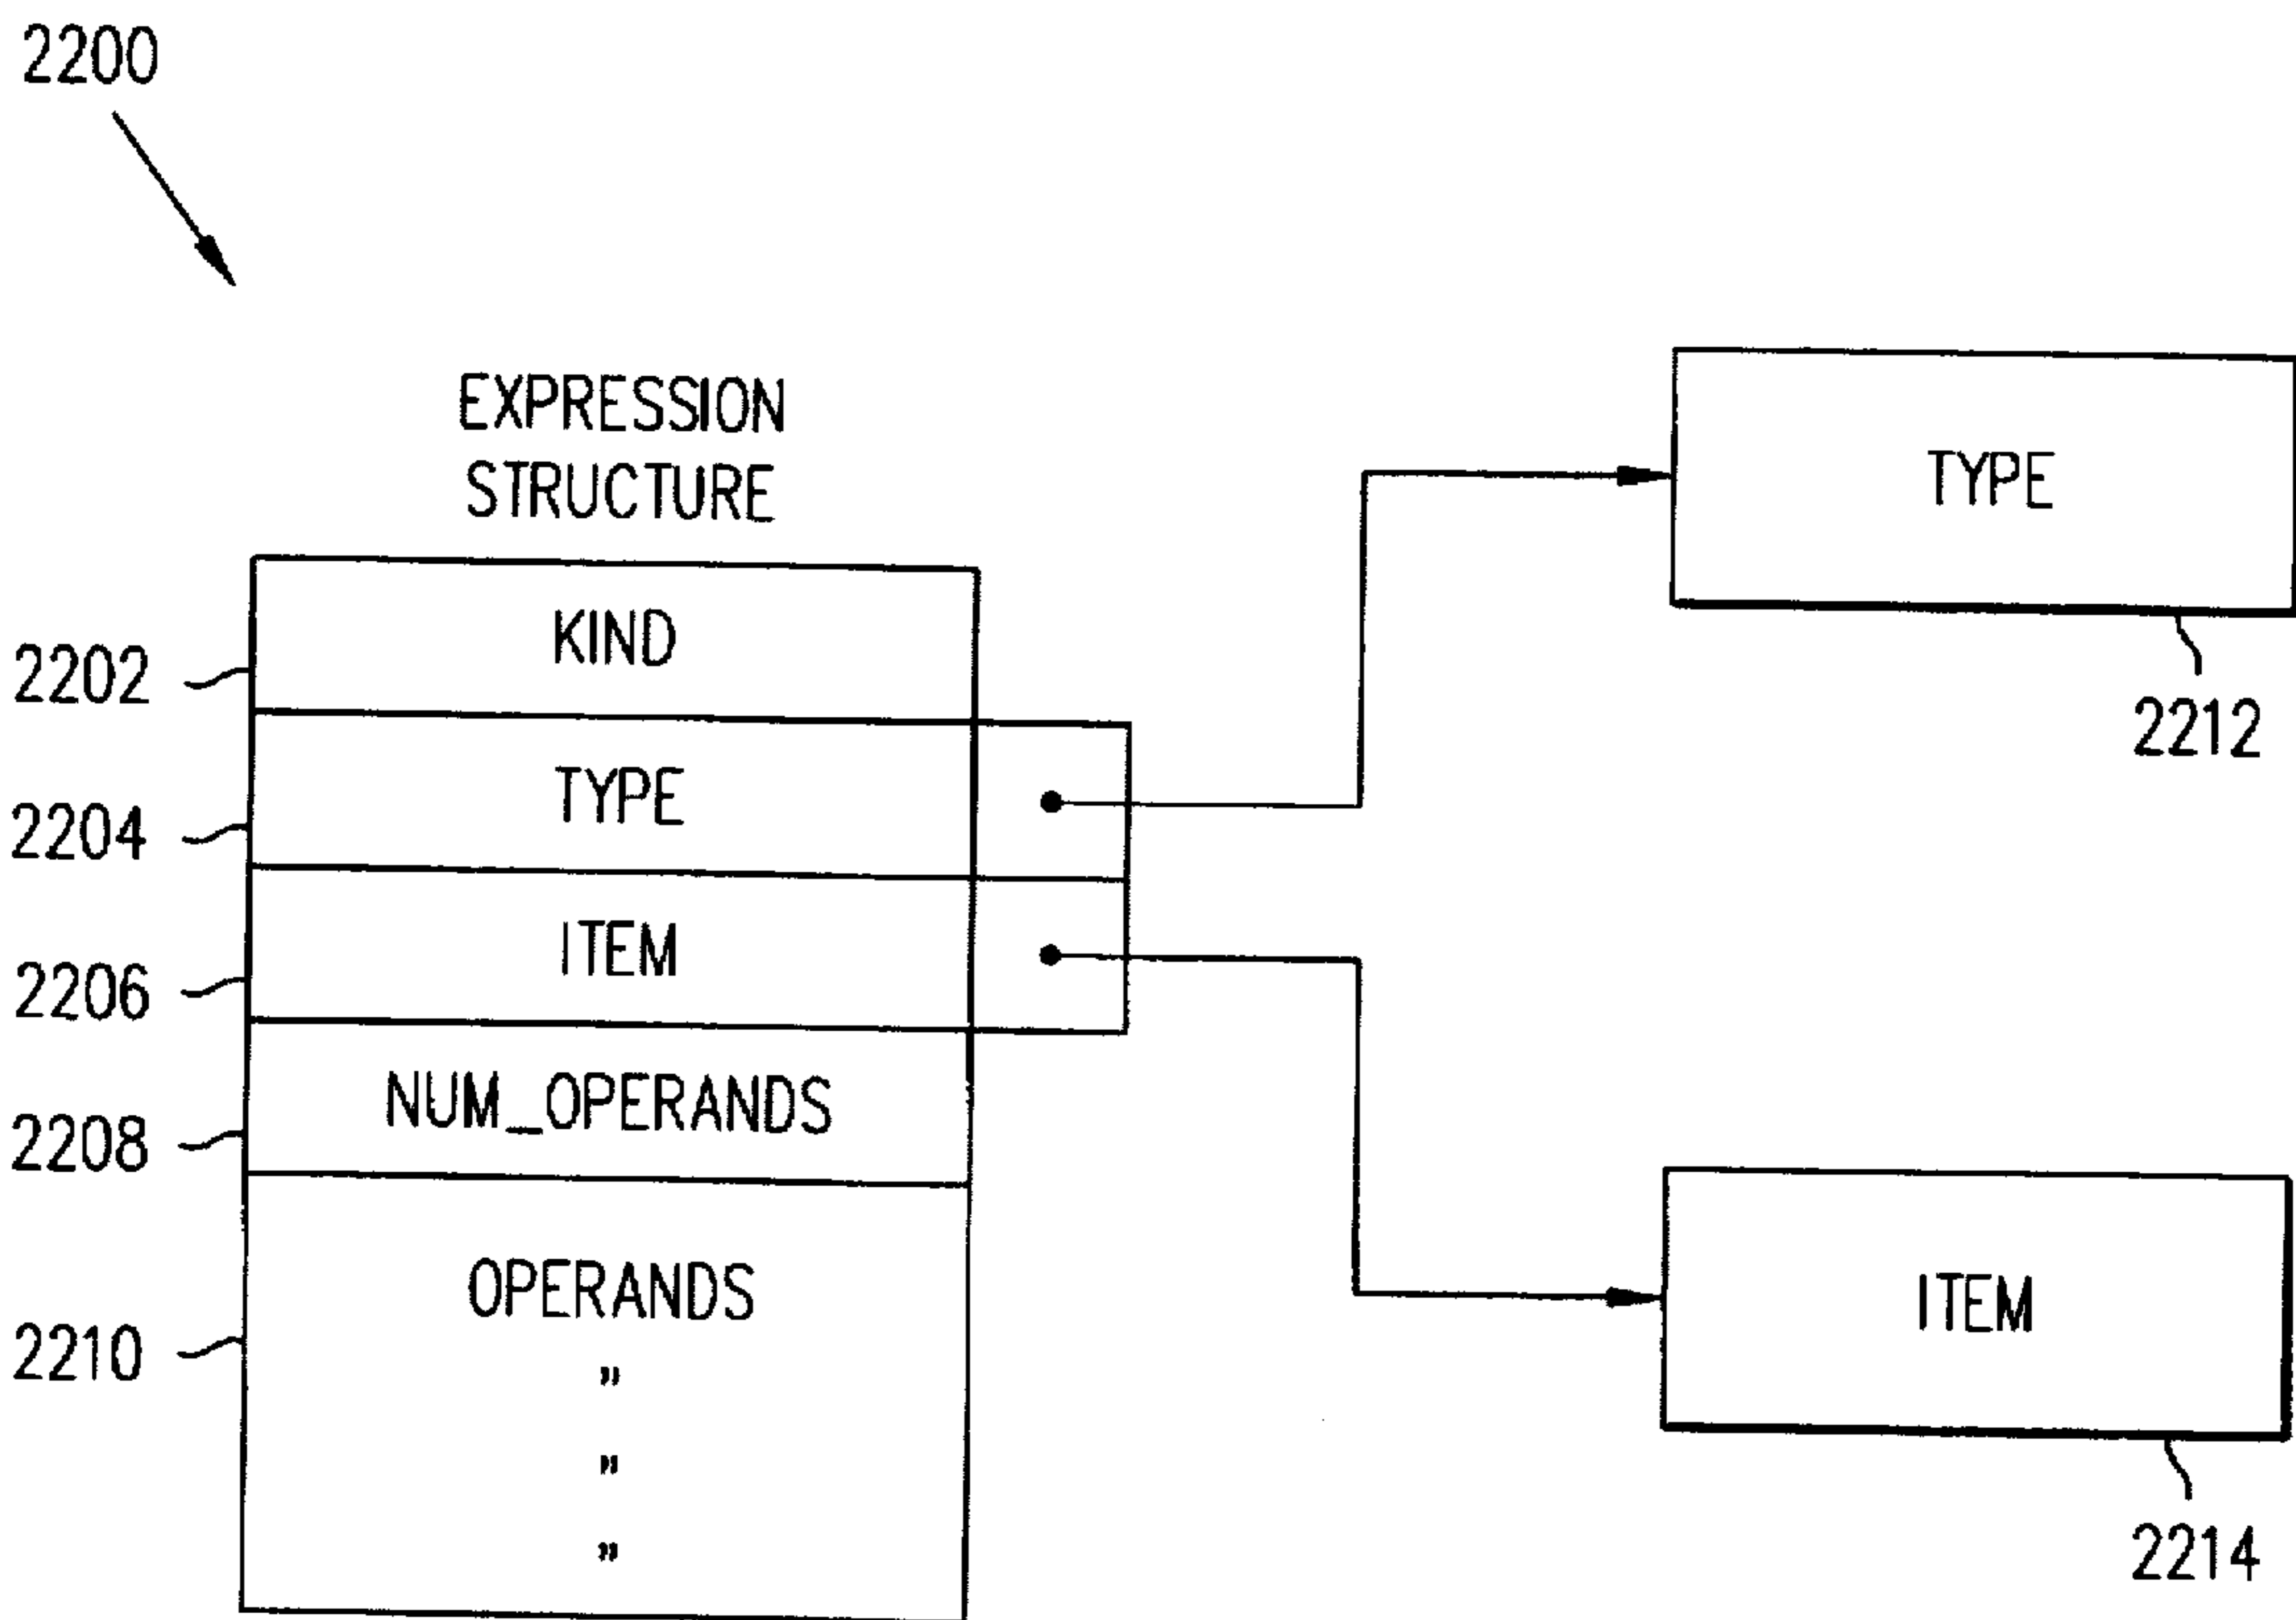 2200
EXPRESSION
STRUCTURE
KIND
2202
TYPE
2204
ITEM
2206
NUM_OPERANDS
2208
OPERANDS
"
"
"
2210
TYPE
2212
ITEM
2214